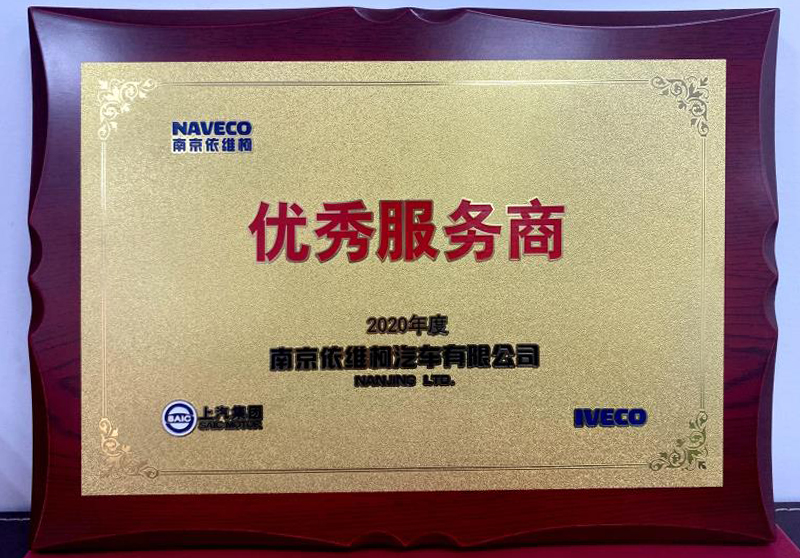 NAVECO
南京依维柯
优秀服务商
2020年度
南京依维柯汽车有限公司
NANJING LTD.
SAIC
上汽集团
SAIC MOTOR
IVECO